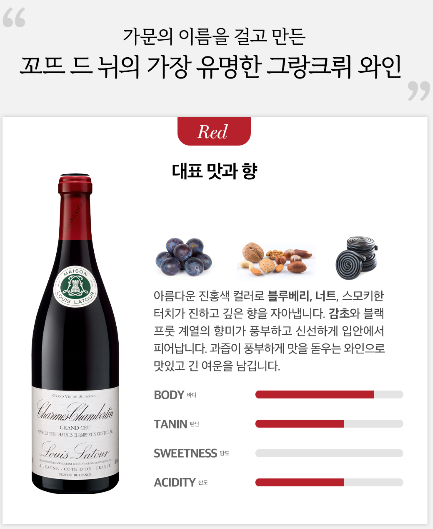 가문의 이름을 걸고 만든
꼬뜨 드 뉘의 가장 유명한 그랑크뤼 와인
Red
대표 맛과 향
아름다운 진홍색 컬러로 블루베리, 너트, 스모키한
터치가 진하고 깊은 향을 자아냅니다. 감초와 블랙
프룻 계열의 향미가 풍부하고 신선하게 입안에서
피어납니다. 과즙이 풍부하게 맛을 돋우는 와인으로
맛있고 긴 여운을 남깁니다.
BODY 바디
TANIN 탄닌
SWEETNESS 당도
ACIDITY 산도
MAISON
LOUIS LATOUR
Charmes-Chambertin
GRAND CRU
Louis Latour